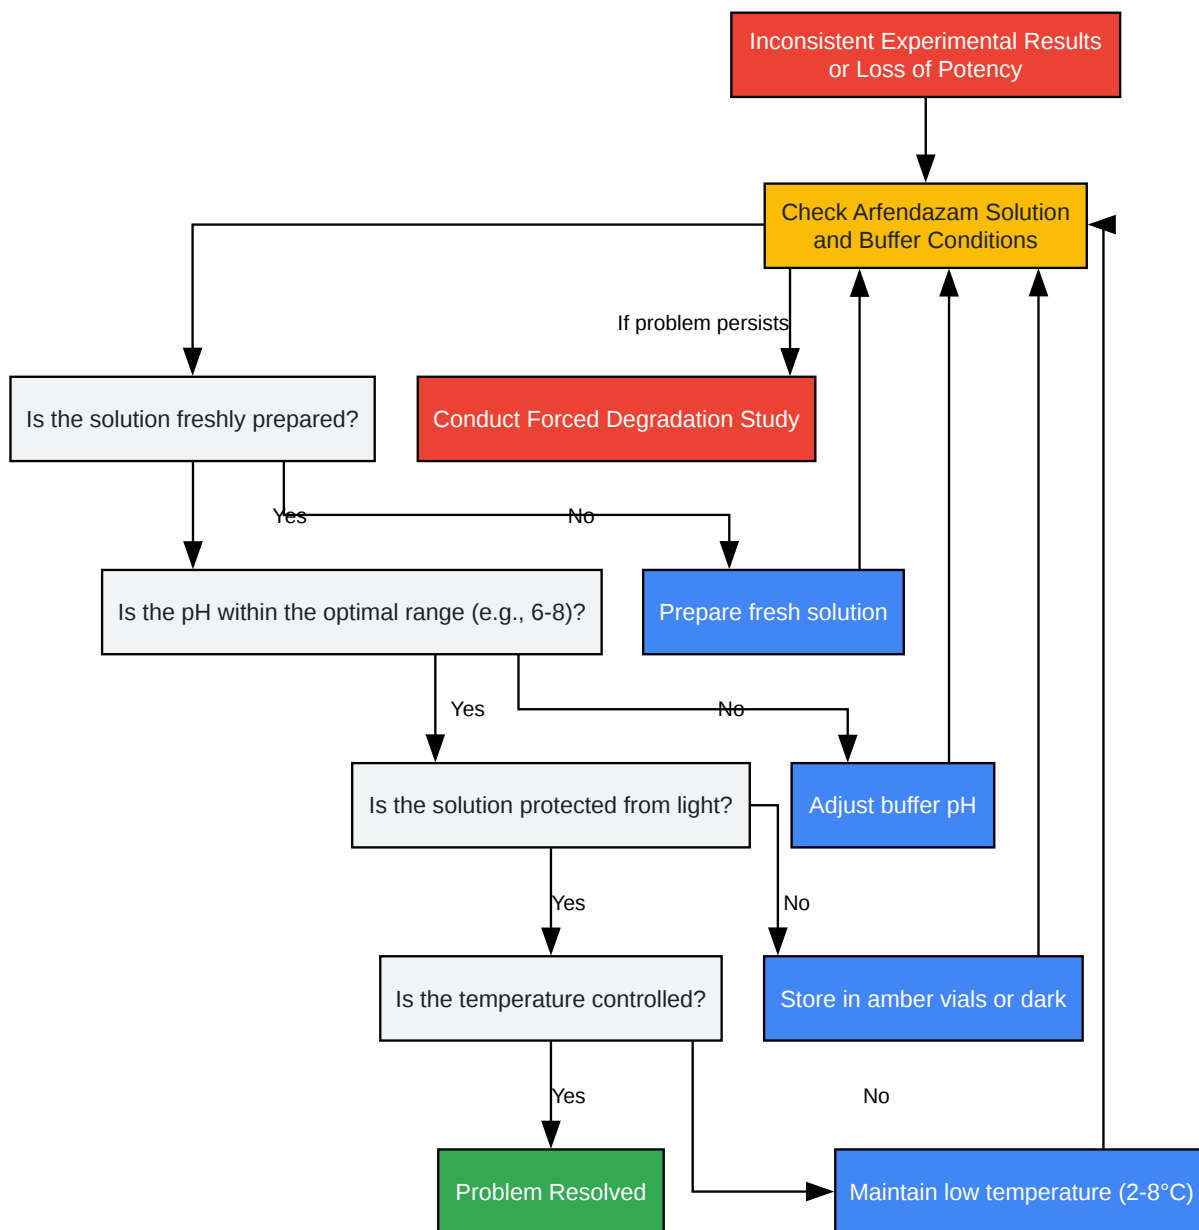 Inconsistent Experimental Results
or Loss of Potency
Check Arfendazam Solution
and Buffer Conditions
If problem persists
Is the solution freshly prepared?
Conduct Forced Degradation Study
Yes
No
Is the pH within the optimal range (e.g., 6-8)?
Prepare fresh solution
Yes
No
Is the solution protected from light?
Adjust buffer pH
Yes
No
Is the temperature controlled?
Store in amber vials or dark
Yes
No
Problem Resolved
Maintain low temperature (2-8°C)